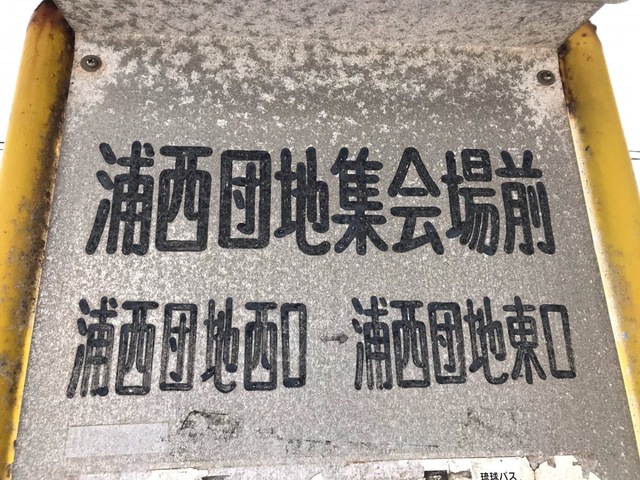 浦西団地集会場前
浦西団地西口 浦西団地東口
琉球バス